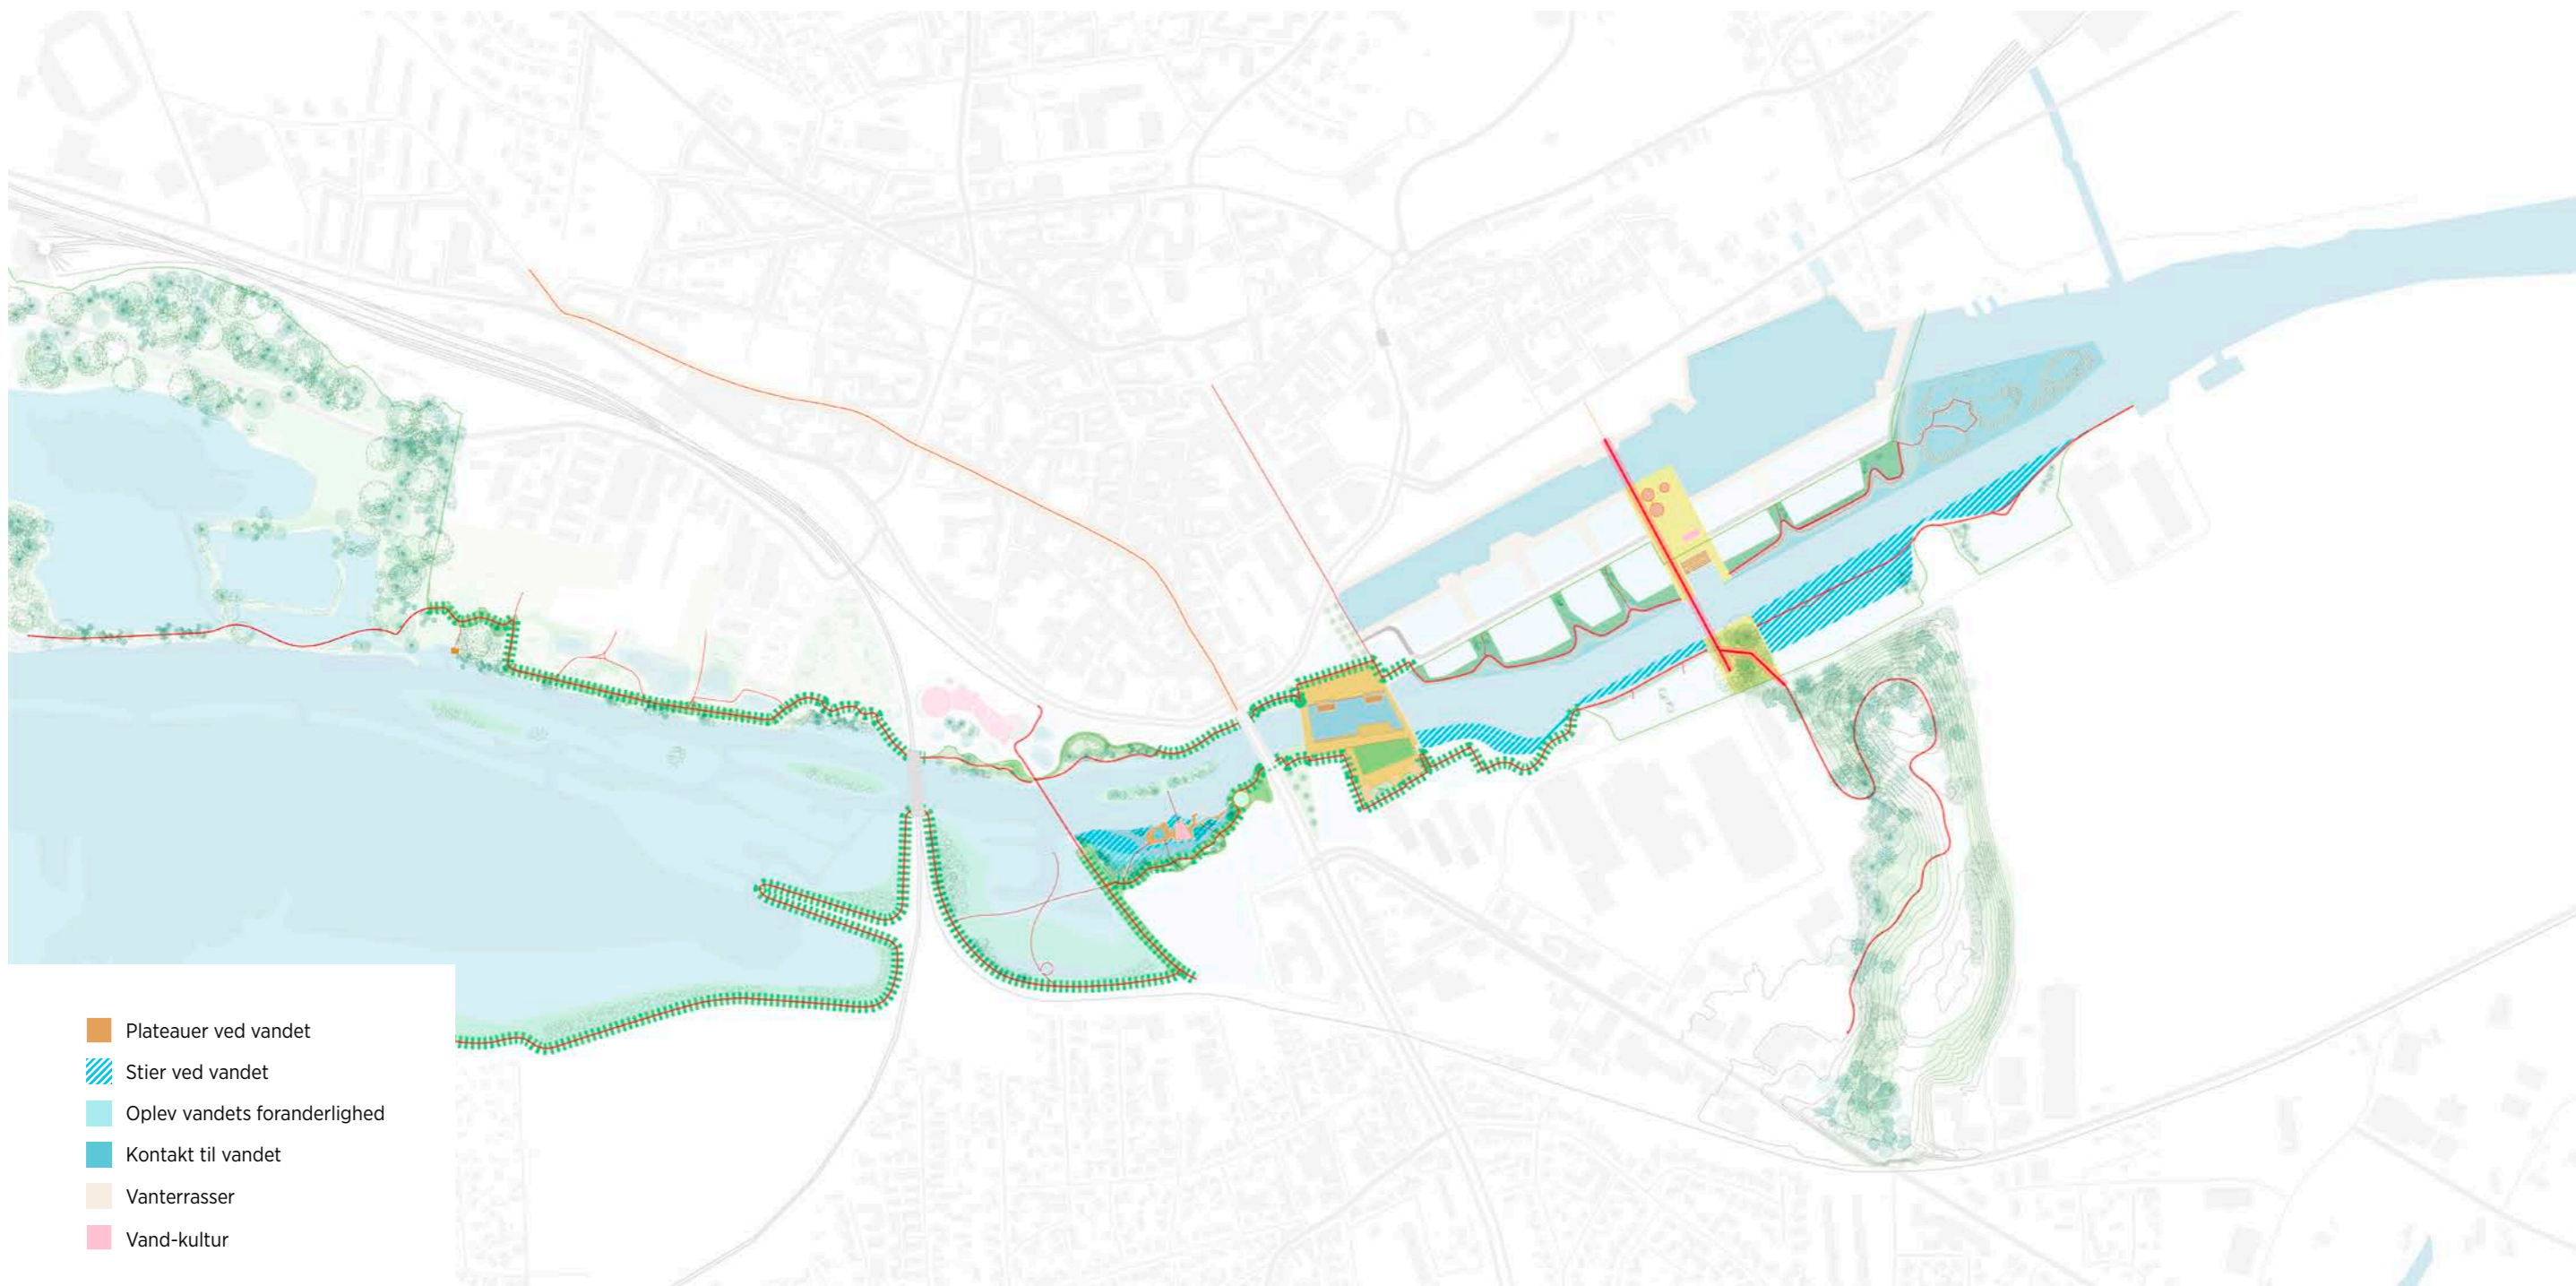 Plateauer ved vandet
Stier ved vandet
Oplev vandets foranderlighed
Kontakt til vandet
Vanterrasser
Vand-kultur